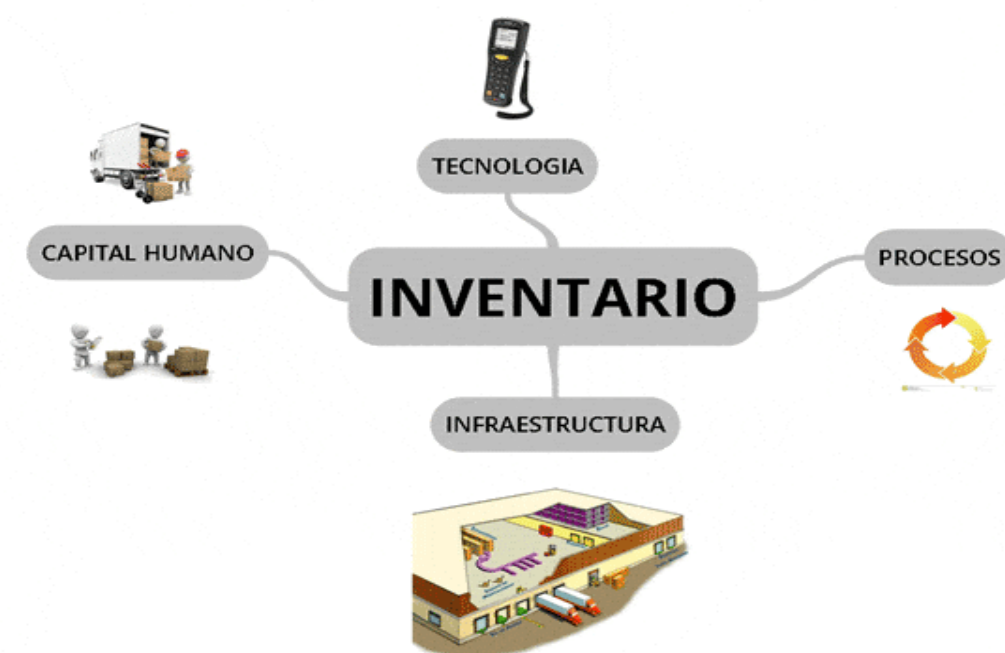 TECNOLOGIA
CAPITAL HUMANO
INVENTARIO
PROCESOS
INFRAESTRUCTURA